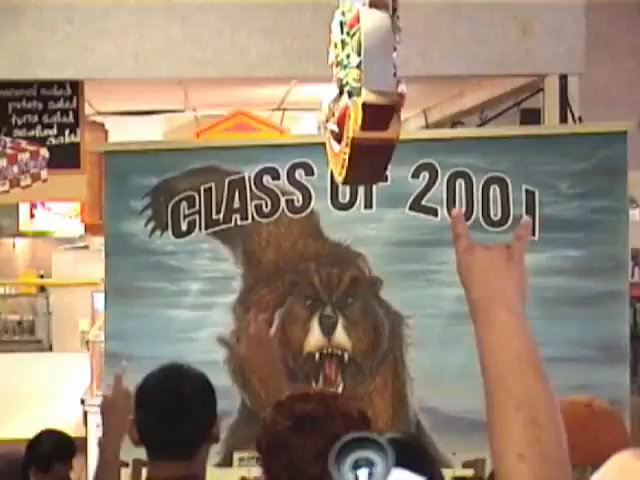 potato salad
tuna salad
seafood
salad
CLASS OF 2001